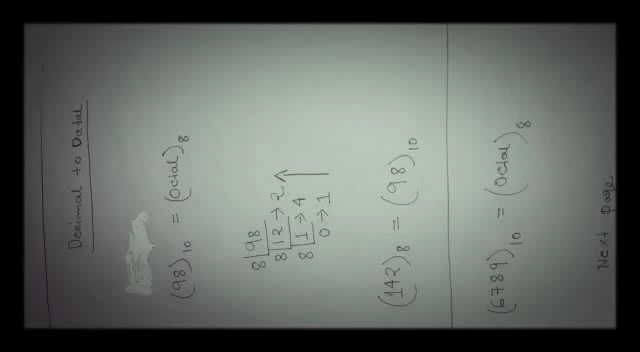 Decimal to Octal
(98)10 = (Octal)8
8|98
8|12→2
8|1→4
0→1
(142)8 = (98)10
(6789)10 = (Octal)8
Next Page